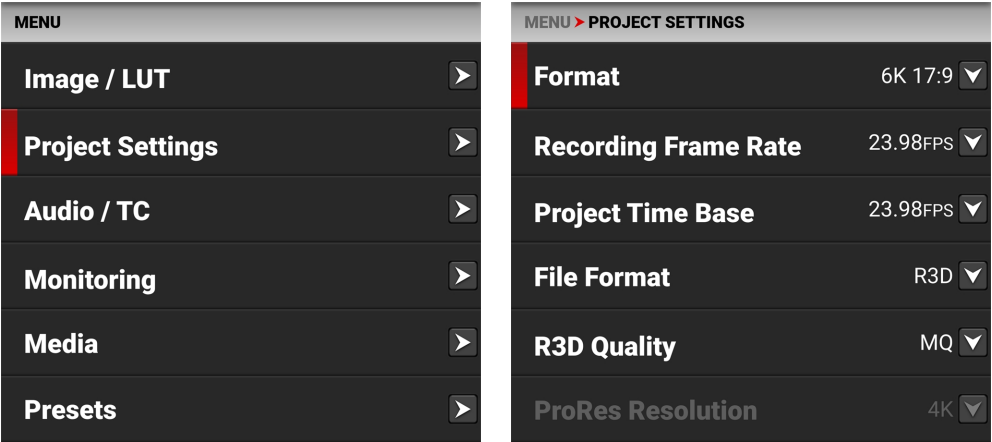 MENU
Image / LUT
Project Settings
Audio / TC
Monitoring
Media
Presets
MENU PROJECT SETTINGS
Format 6K 17:9
Recording Frame Rate 23.98FPS
Project Time Base 23.98FPS
File Format R3D
R3D Quality MQ
ProRes Resolution 4K